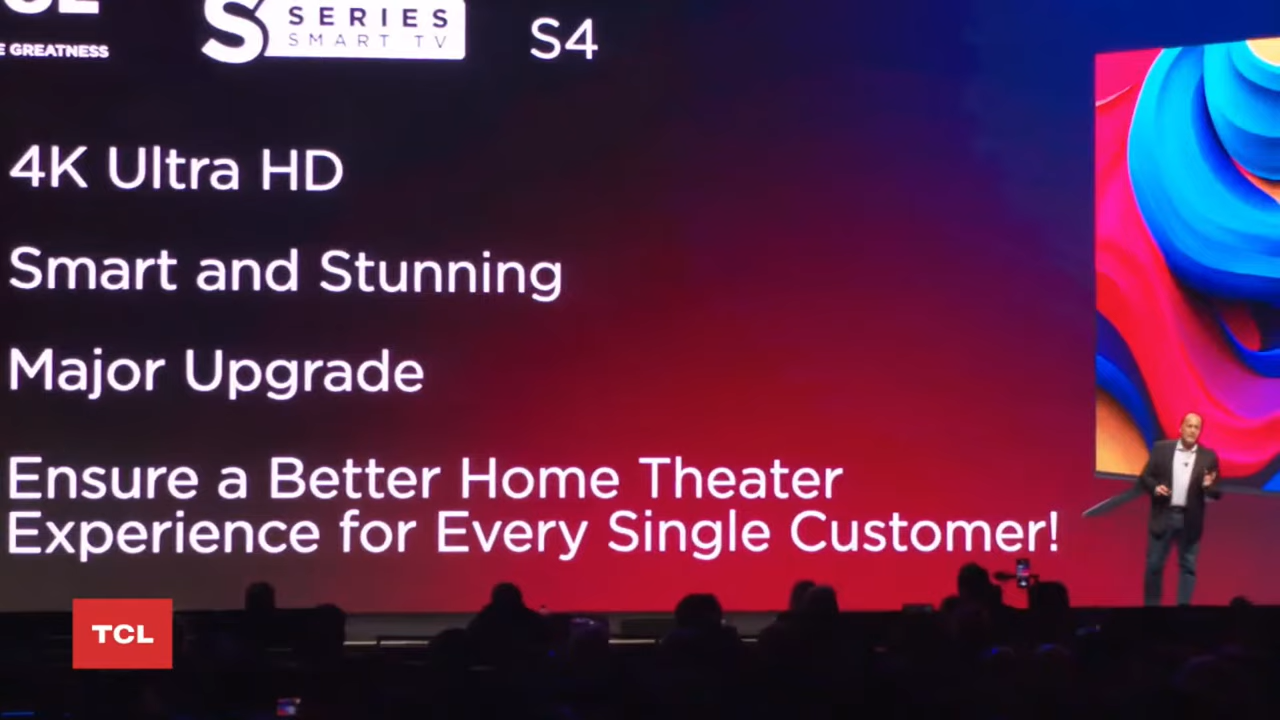 E GREATNESS
S SERIES
SMART TV
S4
4K Ultra HD
Smart and Stunning
Major Upgrade
Ensure a Better Home Theater
Experience for Every Single Customer!
TCL